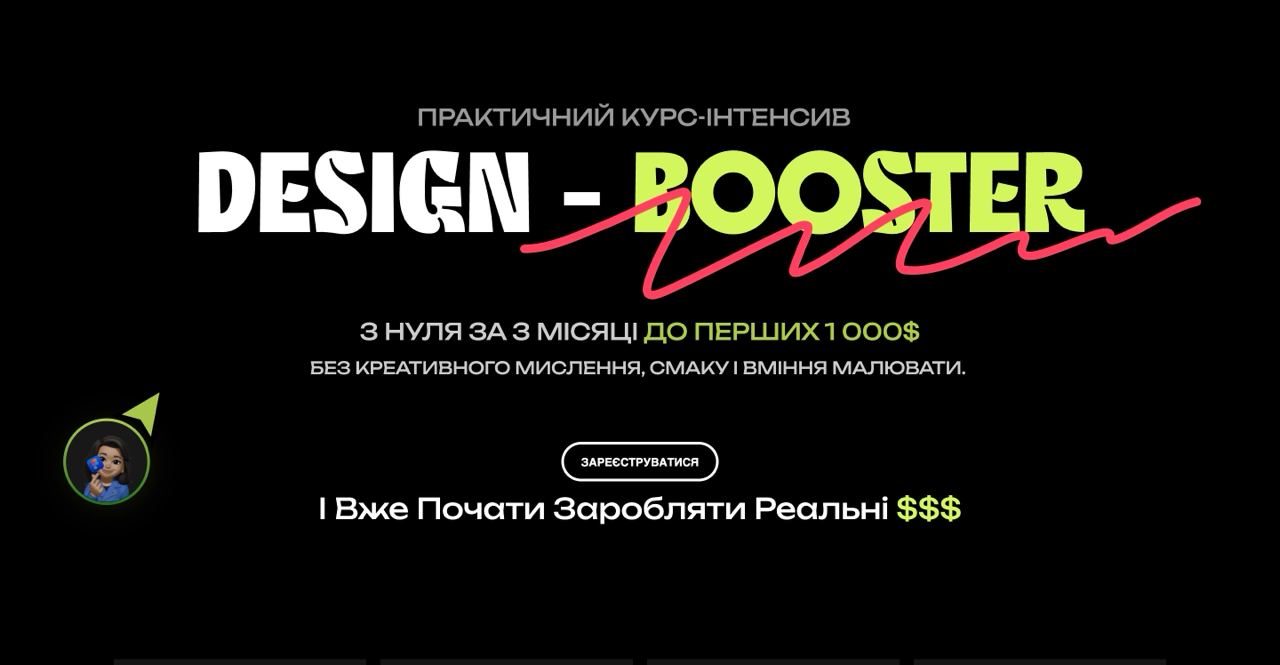 ПРАКТИЧНИЙ КУРС-ІНТЕНСИВ
DESIGN – BOOSTER
З НУЛЯ ЗА 3 МІСЯЦІ ДО ПЕРШИХ 1 000$
БЕЗ КРЕАТИВНОГО МИСЛЕННЯ, СМАКУ І ВМІННЯ МАЛЮВАТИ.
ЗАРЕЄСТРУВАТИСЯ
І Вже Почати Заробляти Реальні $$$